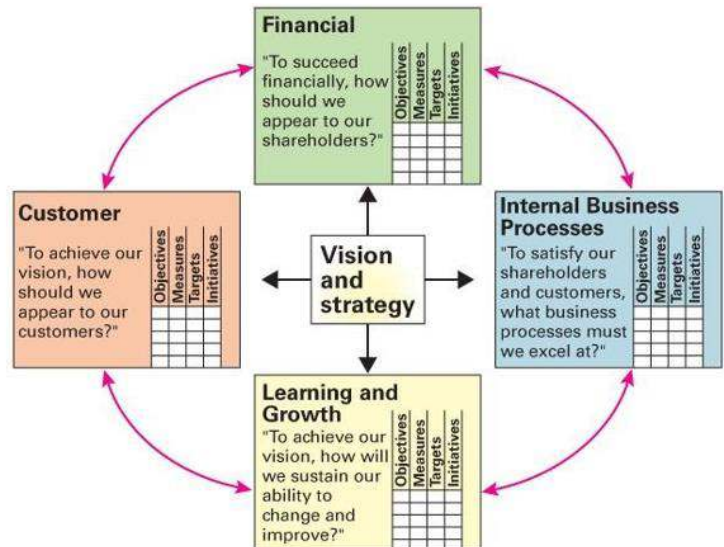 Financial
"To succeed
financially, how
should we
appear to our
shareholders?"
Objectives
Measures
Targets
Initiatives
Customer
"To achieve our
vision, how
should we
appear to our
customers?"
Objectives
Measures
Targets
Initiatives
Vision
and
strategy
Internal Business
Processes
"To satisfy our
shareholders
and customers,
what business
processes must
we excel at?"
Objectives
Measures
Targets
Initiatives
Learning and
Growth
"To achieve our
vision, how will
we sustain our
ability to
change and
improve?"
Objectives
Measures
Targets
Initiatives